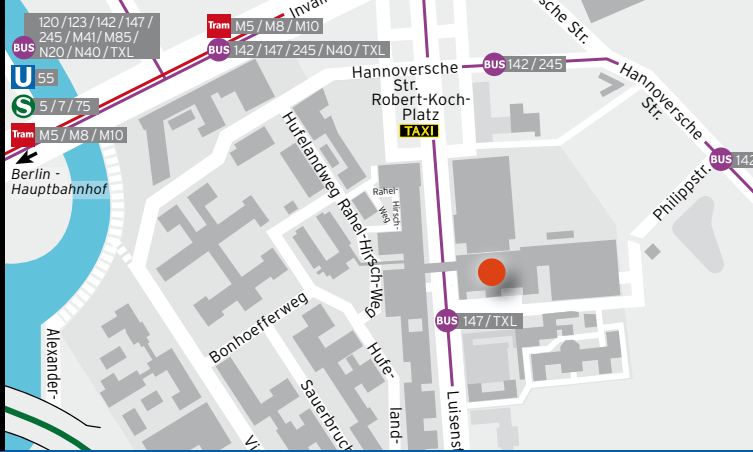 120 / 123 / 142 / 147 /
BUS 245 / M41 / M85 /
N20 / N40 / TXL
U 55
S 5 / 7 / 75
Tram M5 / M8 / M10
Berlin -
Hauptbahnhof
Tram M5 / M8 / M10
BUS 142 / 147 / 245 / N40 / TXL
Hannoversche
Str.
Robert-Koch-
Platz
TAXI
BUS 142 / 245
Hannoversche
Str.
BUS 142
Philippstr.
Hufelandweg
Rahel-Hirsch-Weg
Rahel-
Hirsch-
Weg
BUS 147 / TXL
Bonhoefferweg
Alexander-
Hufe-
land-